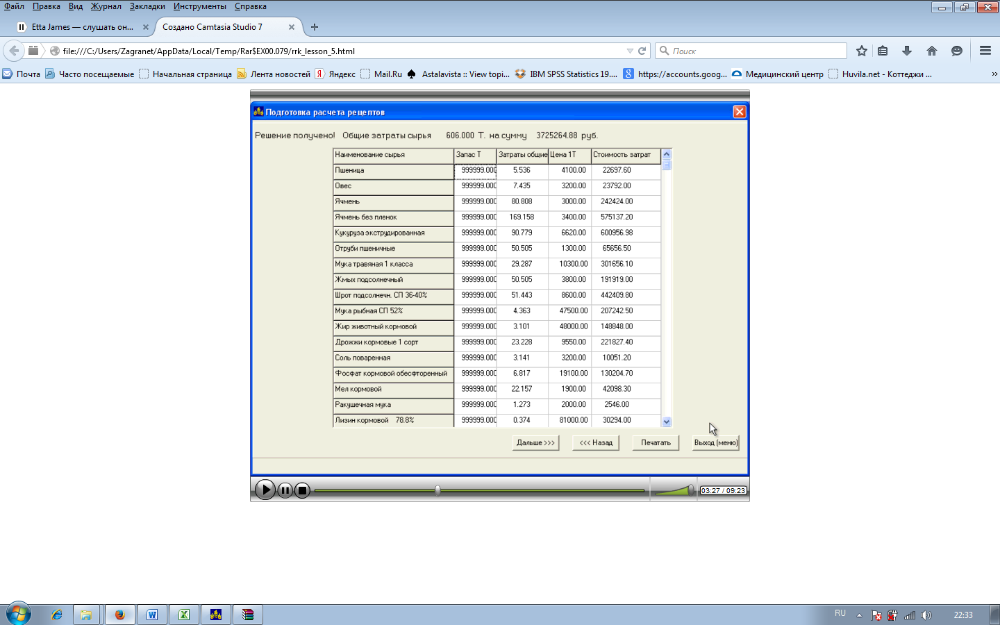 Файл Правка Вид Журнал Закладки Инструменты Справка
Etta James — слушать он... Создано Camtasia Studio 7
file:///C:/Users/Zagranet/AppData/Local/Temp/Rar$EX00.079/rrk_lesson_5.html Поиск
Почта Часто посещаемые Начальная страница Лента новостей Яндекс Mail.Ru Astalavista :: View topi... IBM SPSS Statistics 19.... https://accounts.goog... Медицинский центр Huvila.net - Коттеджи ... »
Подготовка расчета рецептов
Решение получено! Общие затраты сырья 606.000 Т. на сумму 3725264.88 руб.
Наименование сырья Запас Т Затраты общие Цена 1Т Стоимость затрат
Пшеница 999999.000 5.536 4100.00 22697.60
Овес 999999.000 7.435 3200.00 23792.00
Ячмень 999999.000 80.808 3000.00 242424.00
Ячмень без пленок 999999.000 169.158 3400.00 575137.20
Кукуруза экструдированная 999999.000 90.779 6620.00 600956.98
Отруби пшеничные 999999.000 50.505 1300.00 65656.50
Мука травяная 1 класса 999999.000 29.287 10300.00 301656.10
Жмых подсолнечный 999999.000 50.505 3800.00 191919.00
Шрот подсолнечн. СП 36-40% 999999.000 51.443 8600.00 442409.80
Мука рыбная СП 52% 999999.000 4.363 47500.00 207242.50
Жир животный кормовой 999999.000 3.101 48000.00 148848.00
Дрожжи кормовые 1 сорт 999999.000 23.228 9550.00 221827.40
Соль поваренная 999999.000 3.141 3200.00 10051.20
Фосфат кормовой обесфторенный 999999.000 6.817 19100.00 130204.70
Мел кормовой 999999.000 22.157 1900.00 42098.30
Ракушечная мука 999999.000 1.273 2000.00 2546.00
Лизин кормовой 78.8% 999999.000 0.374 81000.00 30294.00
Дальше >>> <<< Назад Печатать Выход (меню)
03:27 / 09:23
RU 22:33